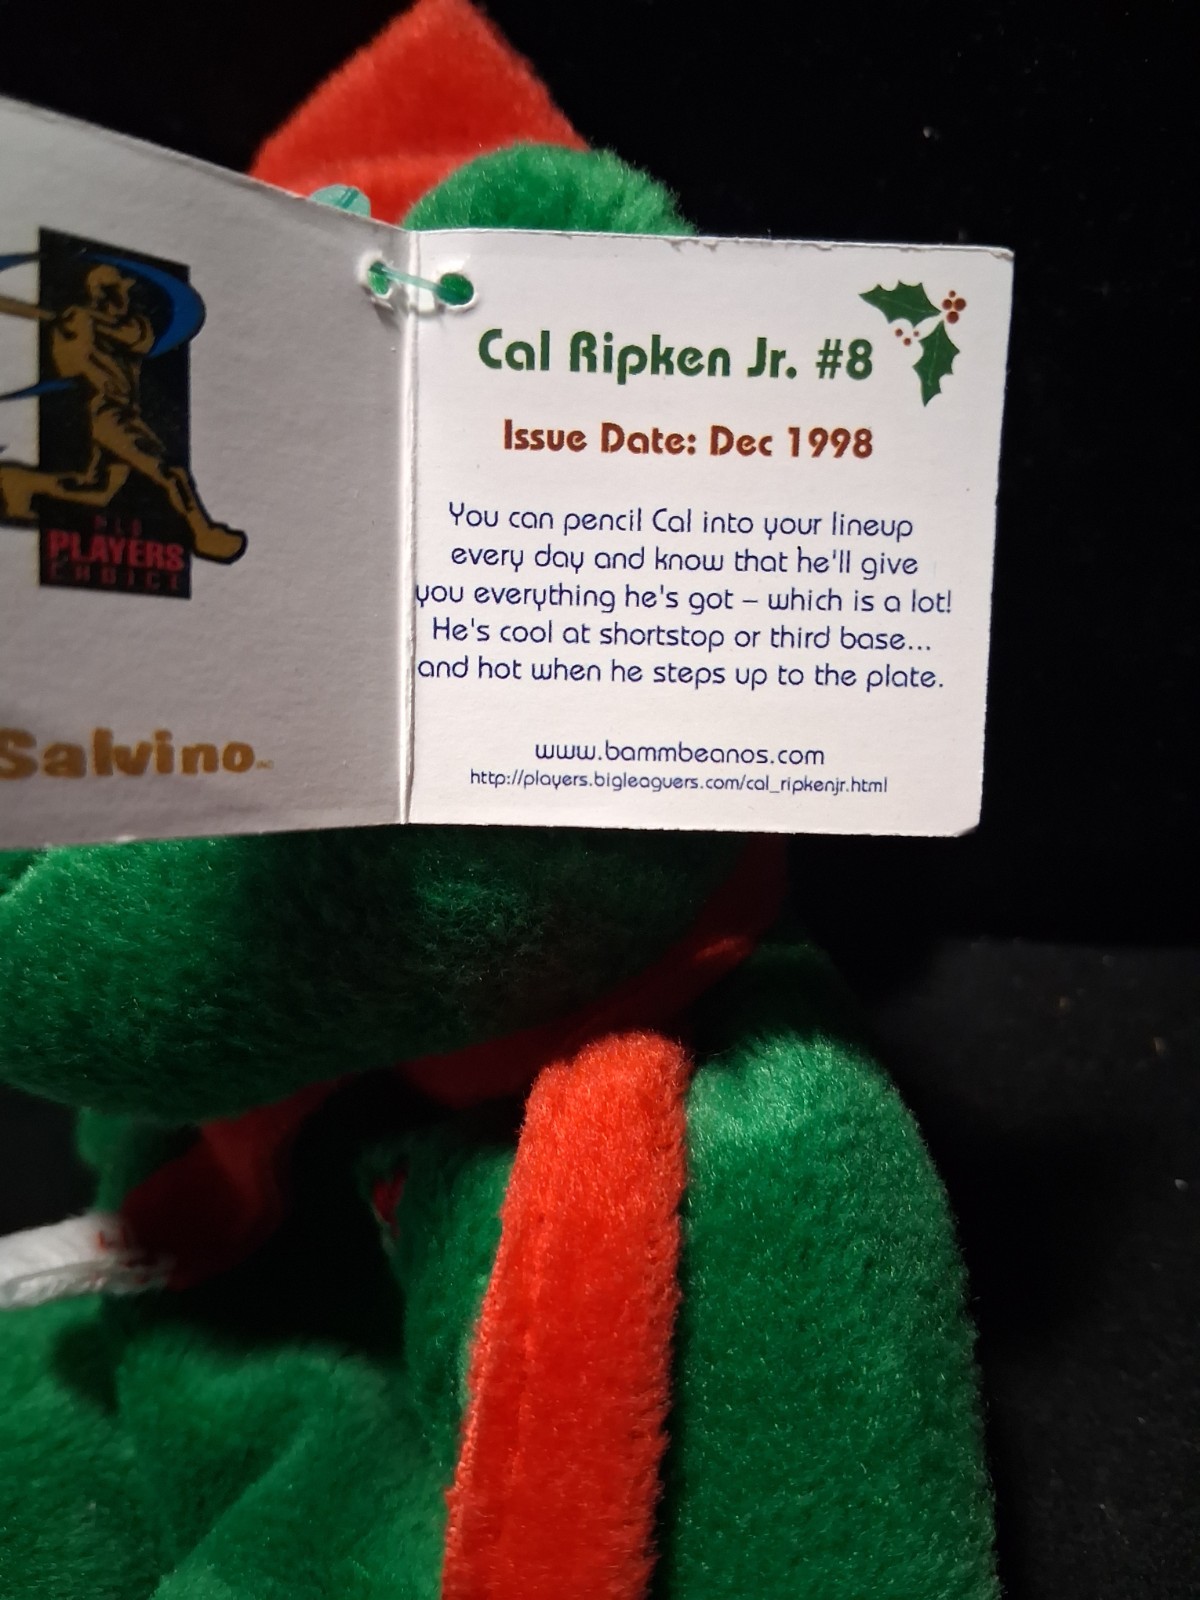 MLB
PLAYERS
CHOICE
Salvino
Cal Ripken Jr. #8
Issue Date: Dec 1998
You can pencil Cal into your lineup
every day and know that he'll give
you everything he's got – which is a lot!
He's cool at shortstop or third base...
and hot when he steps up to the plate.
www.bammbeanos.com
http://players.bigleaguers.com/cal_ripkenjr.html